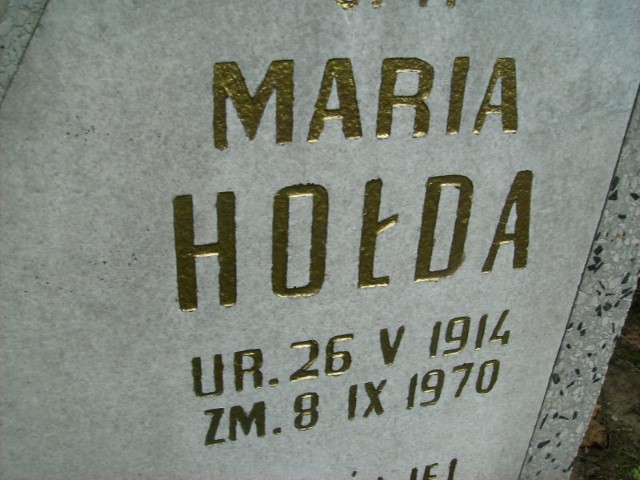 MARIA
HOŁDA
UR. 26 V 1914
ZM. 8 IX 1970